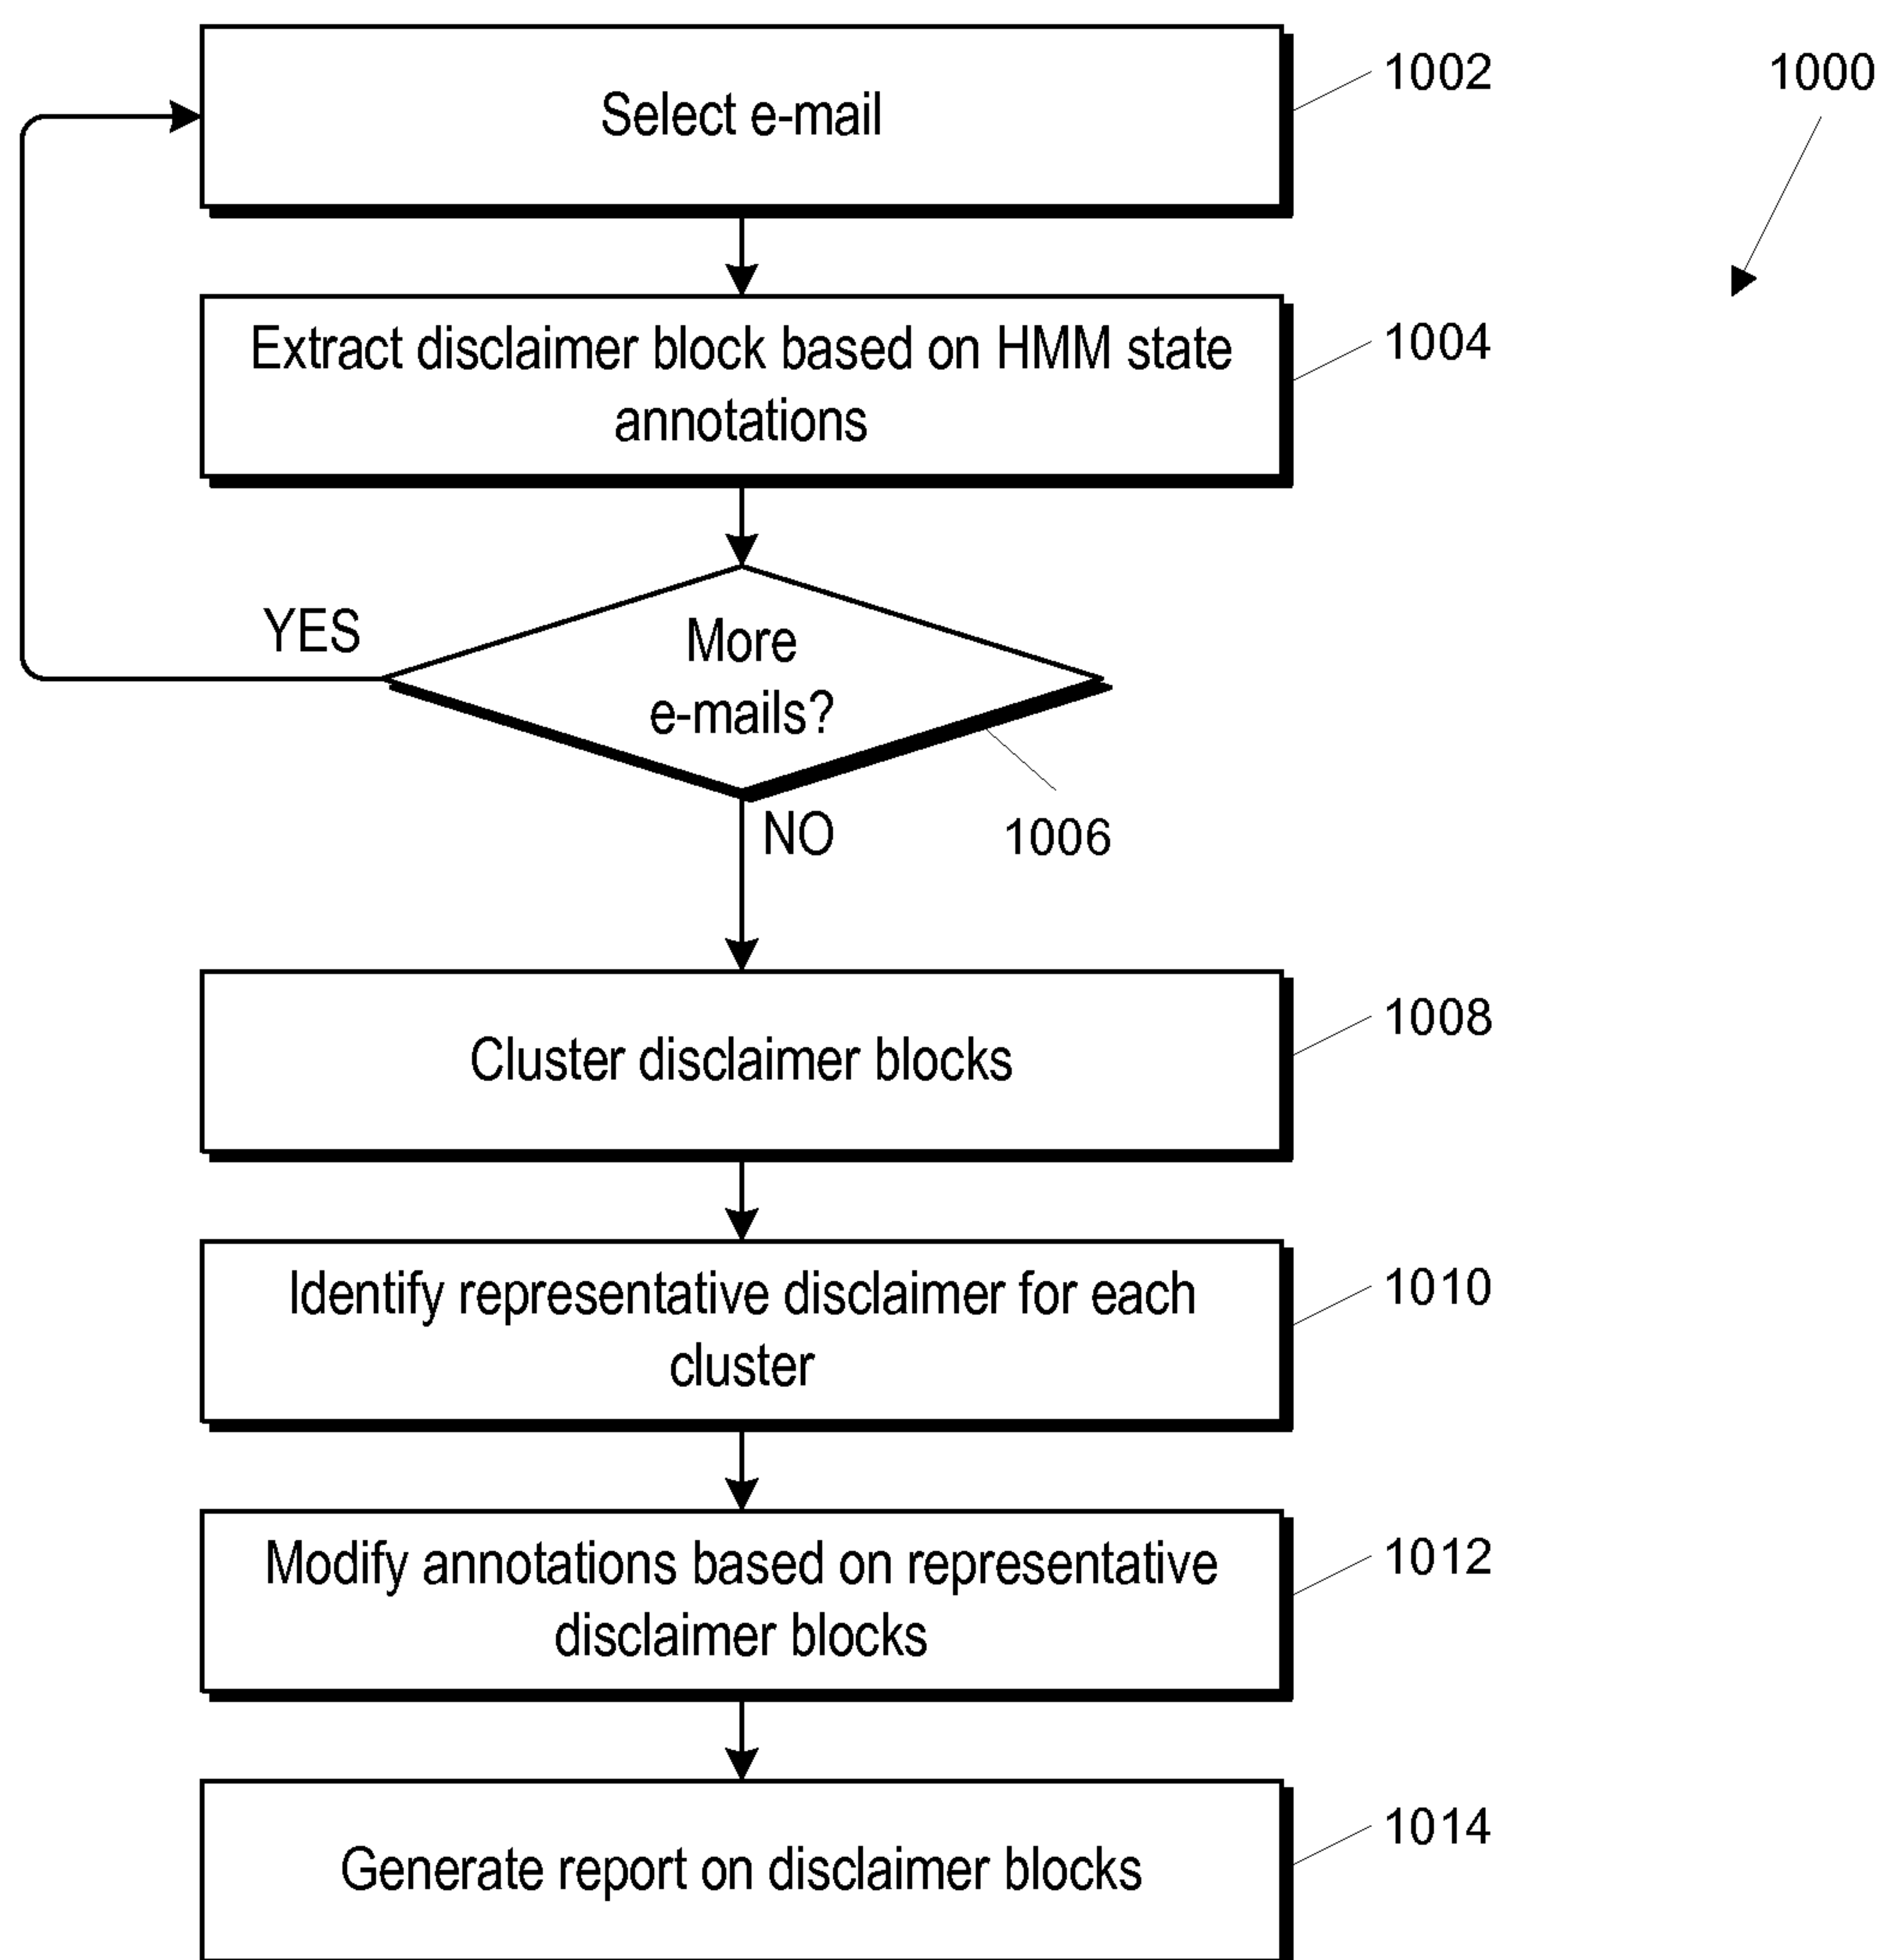 Select e-mail
1002
1000
Extract disclaimer block based on HMM state
annotations
1004
YES
More
e-mails?
NO
1006
Cluster disclaimer blocks
1008
Identify representative disclaimer for each
cluster
1010
Modify annotations based on representative
disclaimer blocks
1012
Generate report on disclaimer blocks
1014